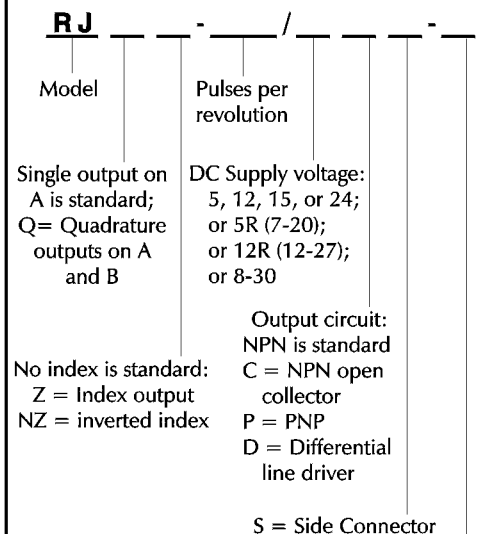 RJ __ __ - ____ / __ __ __ - __
Model
Pulses per
revolution
Single output on
A is standard;
Q= Quadrature
outputs on A
and B
DC Supply voltage:
5, 12, 15, or 24;
or 5R (7-20);
or 12R (12-27);
or 8-30
No index is standard:
Z = Index output
NZ = inverted index
Output circuit:
NPN is standard
C = NPN open
collector
P = PNP
D = Differential
line driver
S = Side Connector